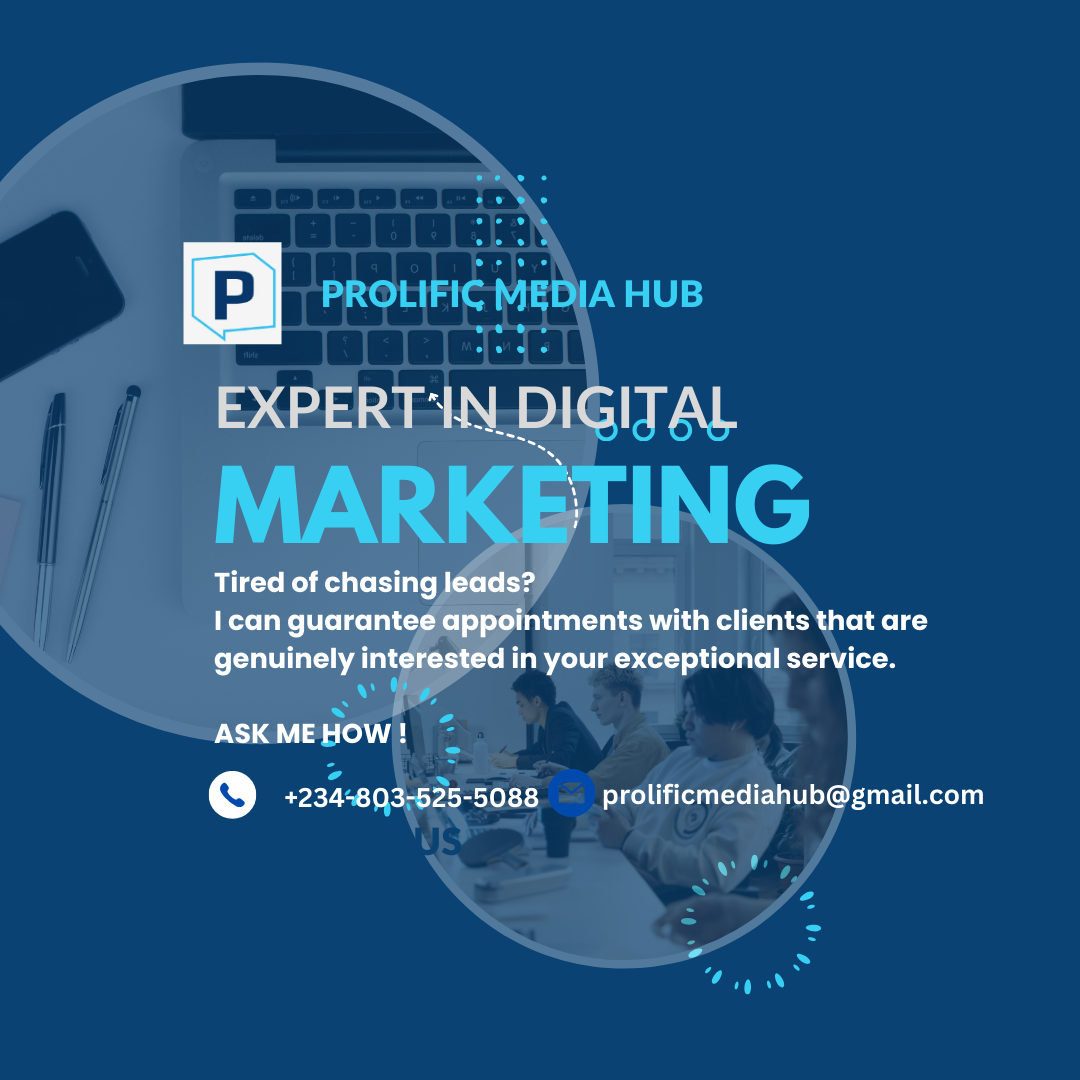 P
PROLIFIC MEDIA HUB
EXPERT IN DIGITAL
MARKETING
Tired of chasing leads?
I can guarantee appointments with clients that are
genuinely interested in your exceptional service.
ASK ME HOW !
+234-803-525-5088
prolificmediahub@gmail.com
US